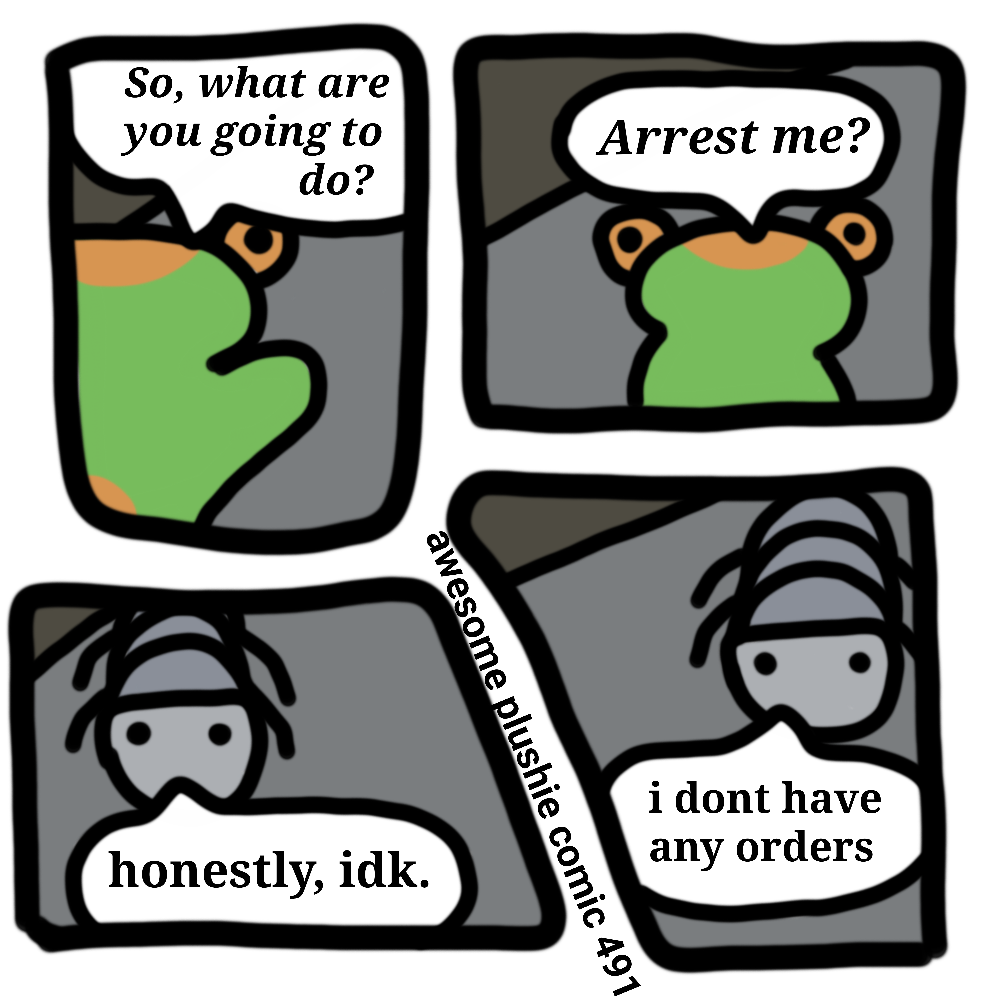 So, what are
you going to
do?
Arrest me?
honestly, idk.
i dont have
any orders
awesome plushie comic 491